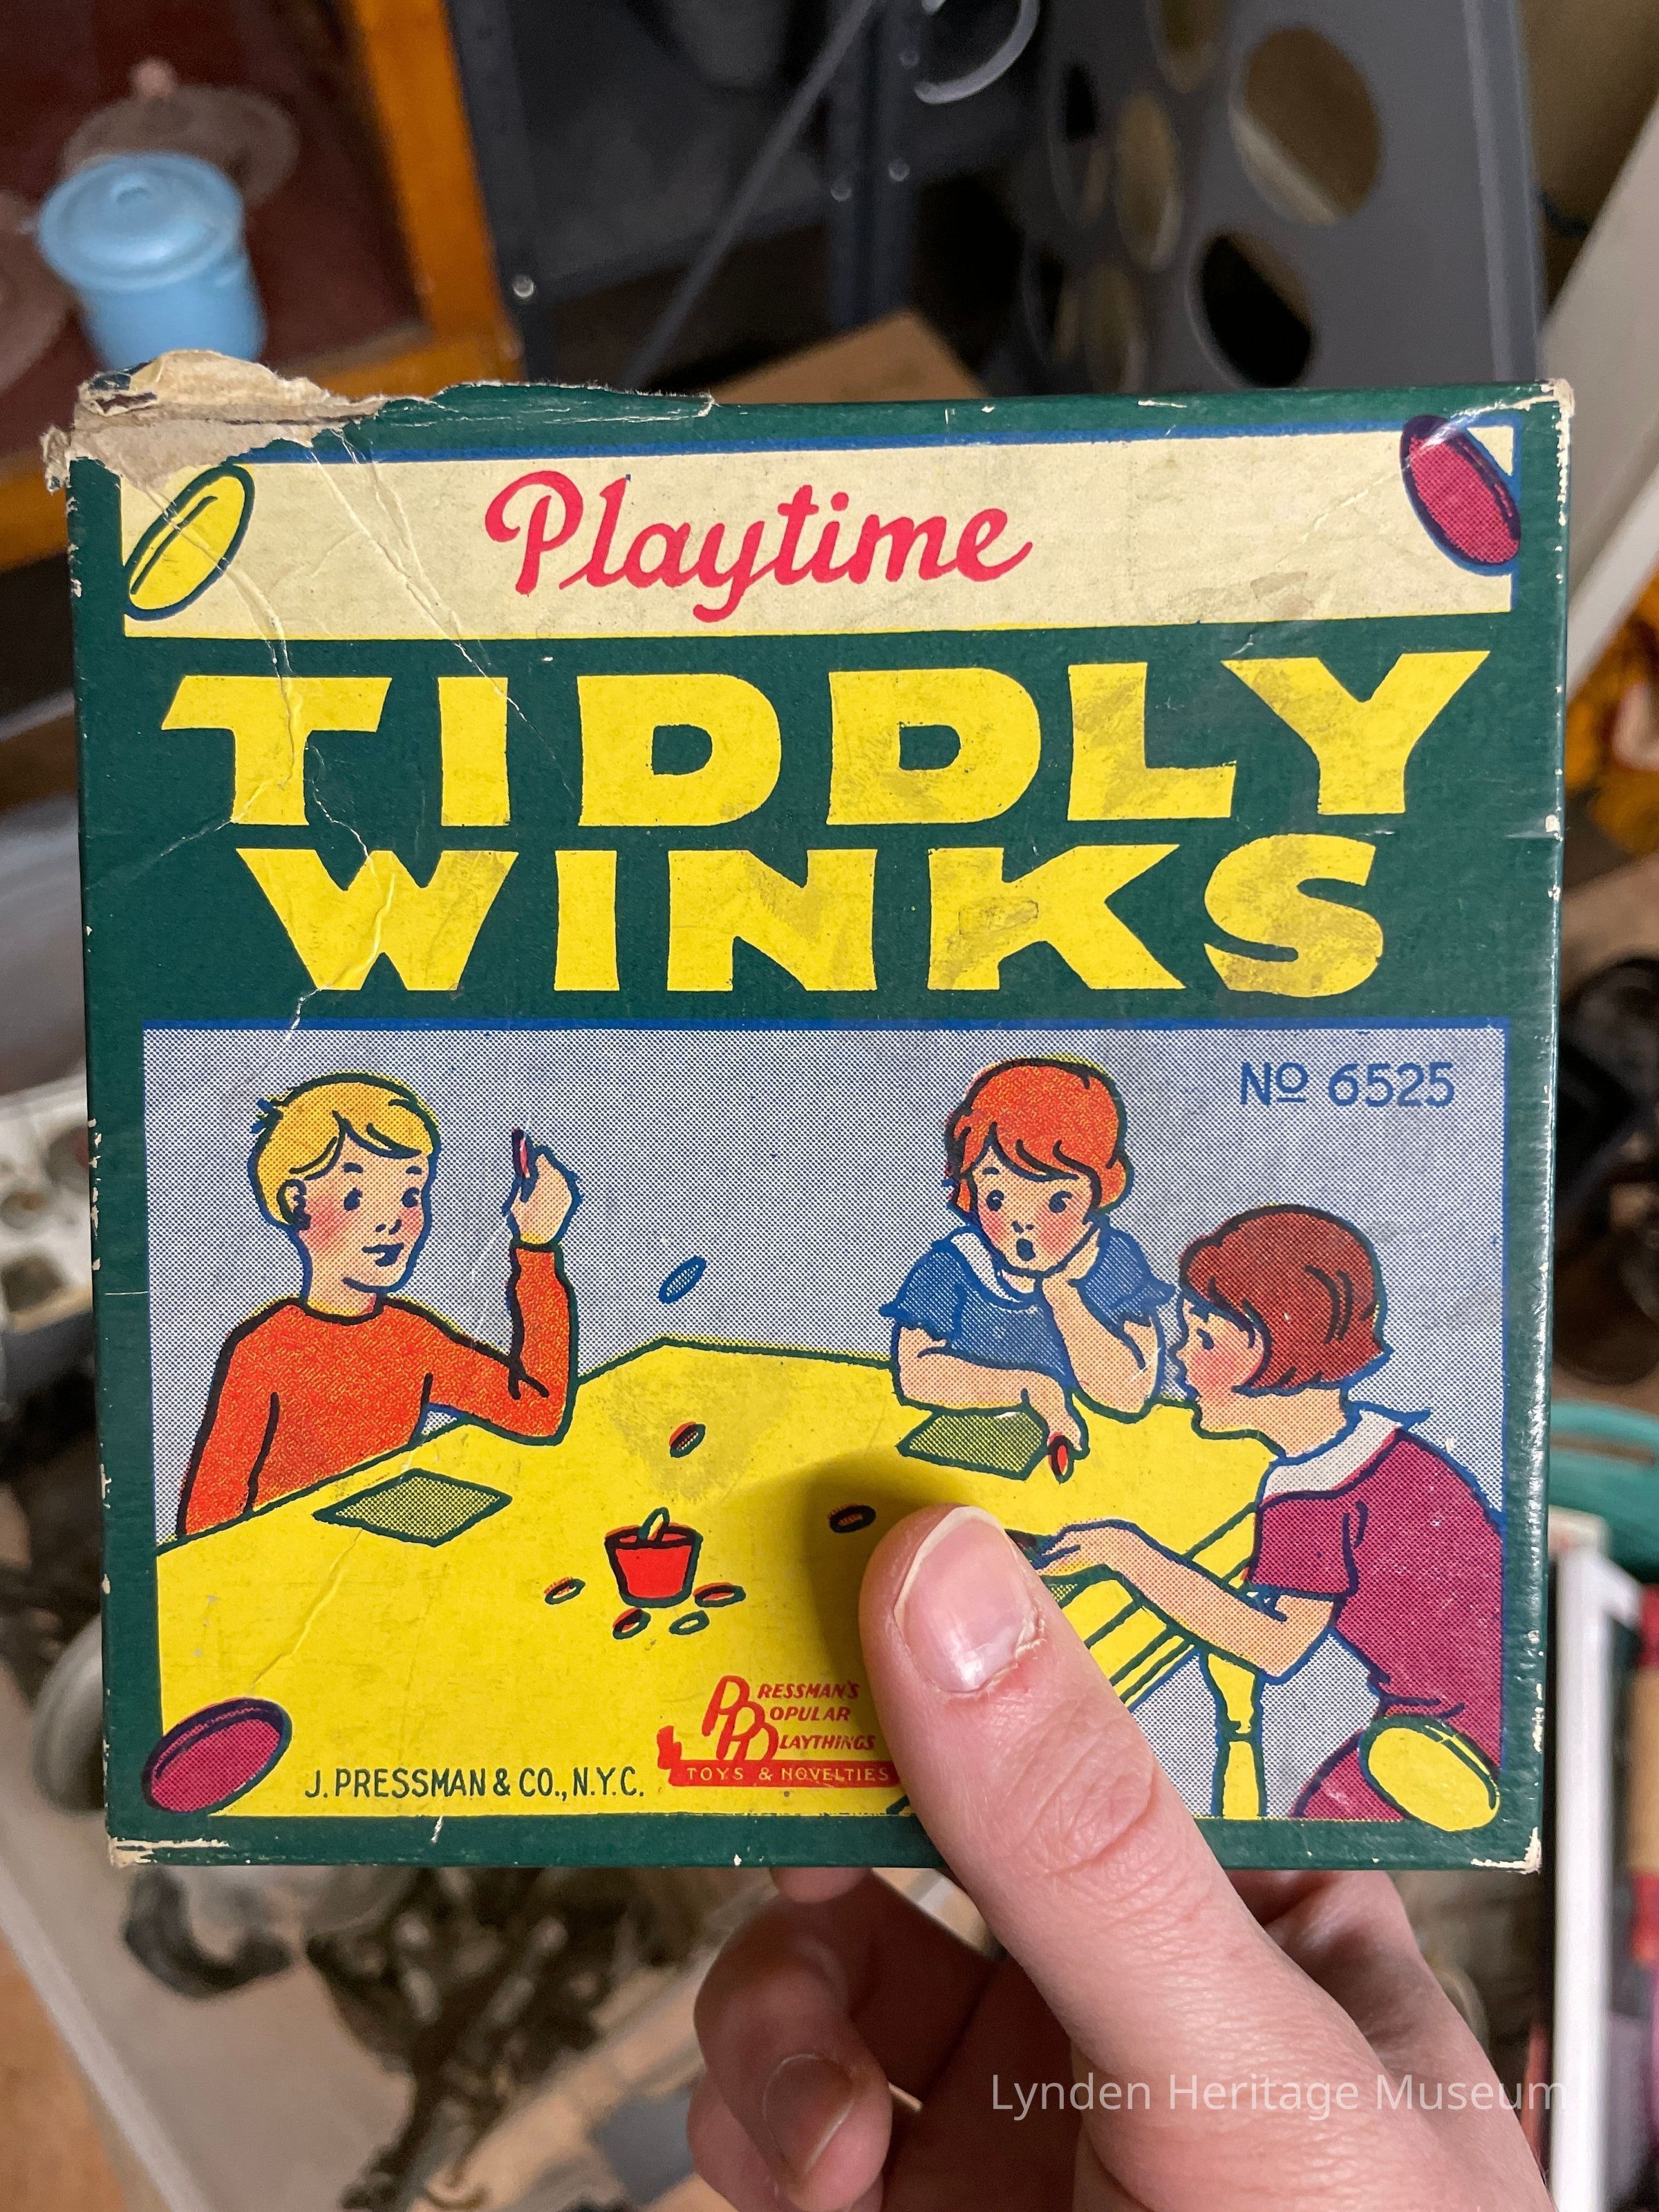 Playtime
TIDDLY
WINKS
No 6525
PRESSMAN'S
POPULAR
PLAYTHINGS
TOYS & NOVELTIES
J. PRESSMAN & CO., N.Y.C.
Lynden Heritage Museum